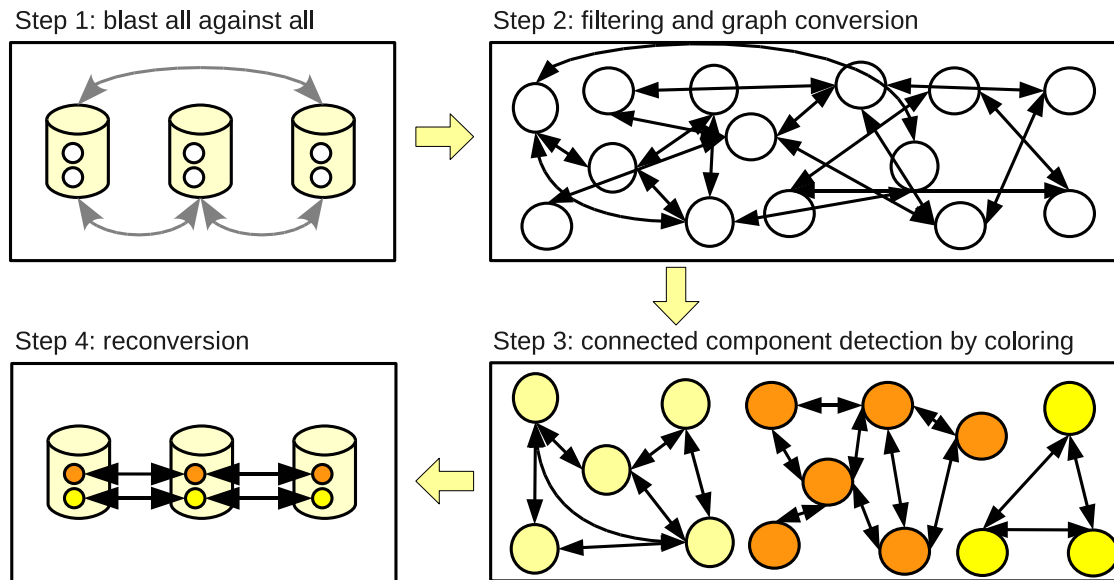 Step 1: blast all against all
Step 2: filtering and graph conversion
Step 4: reconversion
Step 3: connected component detection by coloring